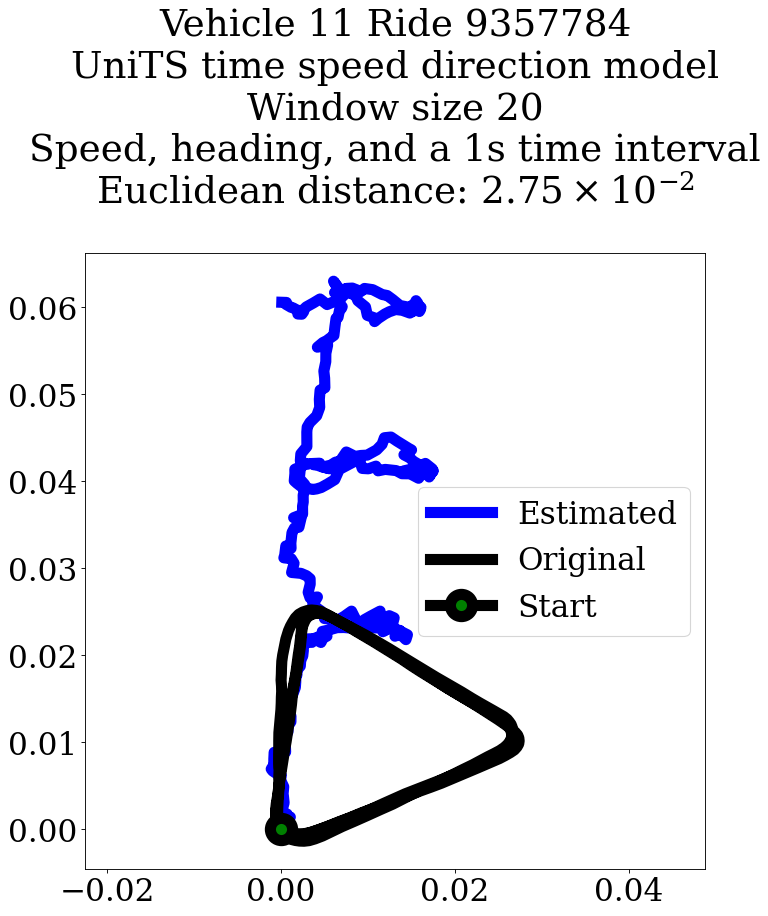 Vehicle 11 Ride 9357784
UniTS time speed direction model
Window size 20
Speed, heading, and a 1s time interval
Euclidean distance: 2.75 × 10⁻²
0.06
0.05
0.04
0.03
0.02
0.01
0.00
Estimated
Original
Start
−0.02 0.00 0.02 0.04